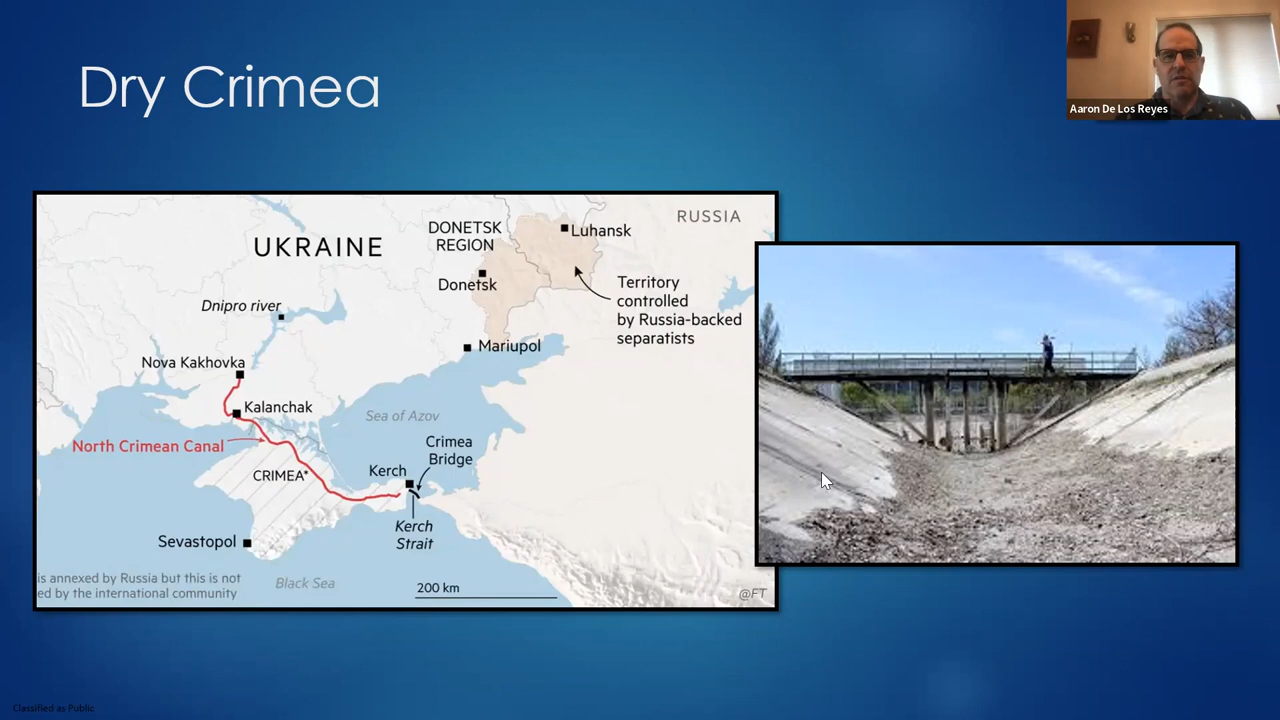 Dry Crimea
Aaron De Los Reyes
RUSSIA
UKRAINE
DONETSK
REGION
Luhansk
Donetsk
Territory
controlled
by Russia-backed
separatists
Dnipro river
Mariupol
Nova Kakhovka
Kalanchak
Sea of Azov
North Crimean Canal
Crimea
Bridge
CRIMEA*
Kerch
Kerch
Strait
Sevastopol
is annexed by Russia but this is not
ed by the international community
Black Sea
200 km
@FT
Classified as Public